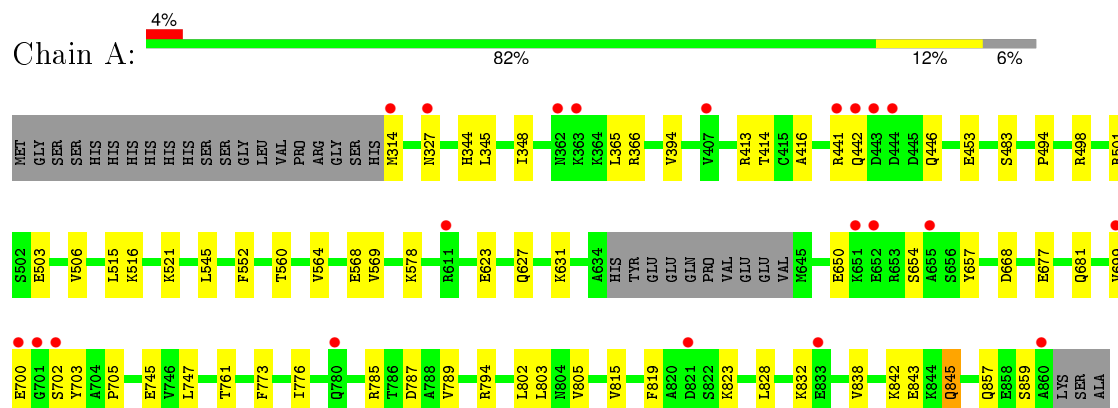 4%
Chain A:
82% 12% 6%
MET GLY SER SER HIS HIS HIS HIS HIS HIS SER SER GLY LEU VAL PRO ARG GLY SER HIS M314 N327 H344 L345 I348 N362 K363 K364 L365 R366 V394 V407 R413 T414 C415 A416 R441 Q442 D443 D444 D445 Q446 E453 S483 P494 R498
S502 E503 V506 L515 K516 K521 L545 F552 T560 V564 E568 V569 K578 R611 E623 Q627 K631 A634 HIS TYR GLU GLU GLN PRO VAL GLU GLU VAL M645 E650 K651 E652 R653 S654 A655 S656 Y657 D668 E677 Q681
E700 G701 S702 Y703 A704 P705 E745 V746 L747 T761 F773 I776 Q780 R785 T786 D787 A788 V789 R794 L802 L803 N804 V805 V815 F819 A820 D821 S822 K823 L828 K832 E833 V838 K842 E843 K844 Q845 Q857 E858 S859 A860 LYS SER ALA